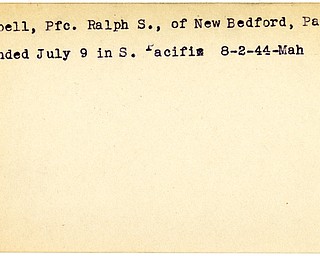 bell, Pfc. Ralph S., of New Bedford, Pa
nded July 9 in S. Pacific 8-2-44-Mah